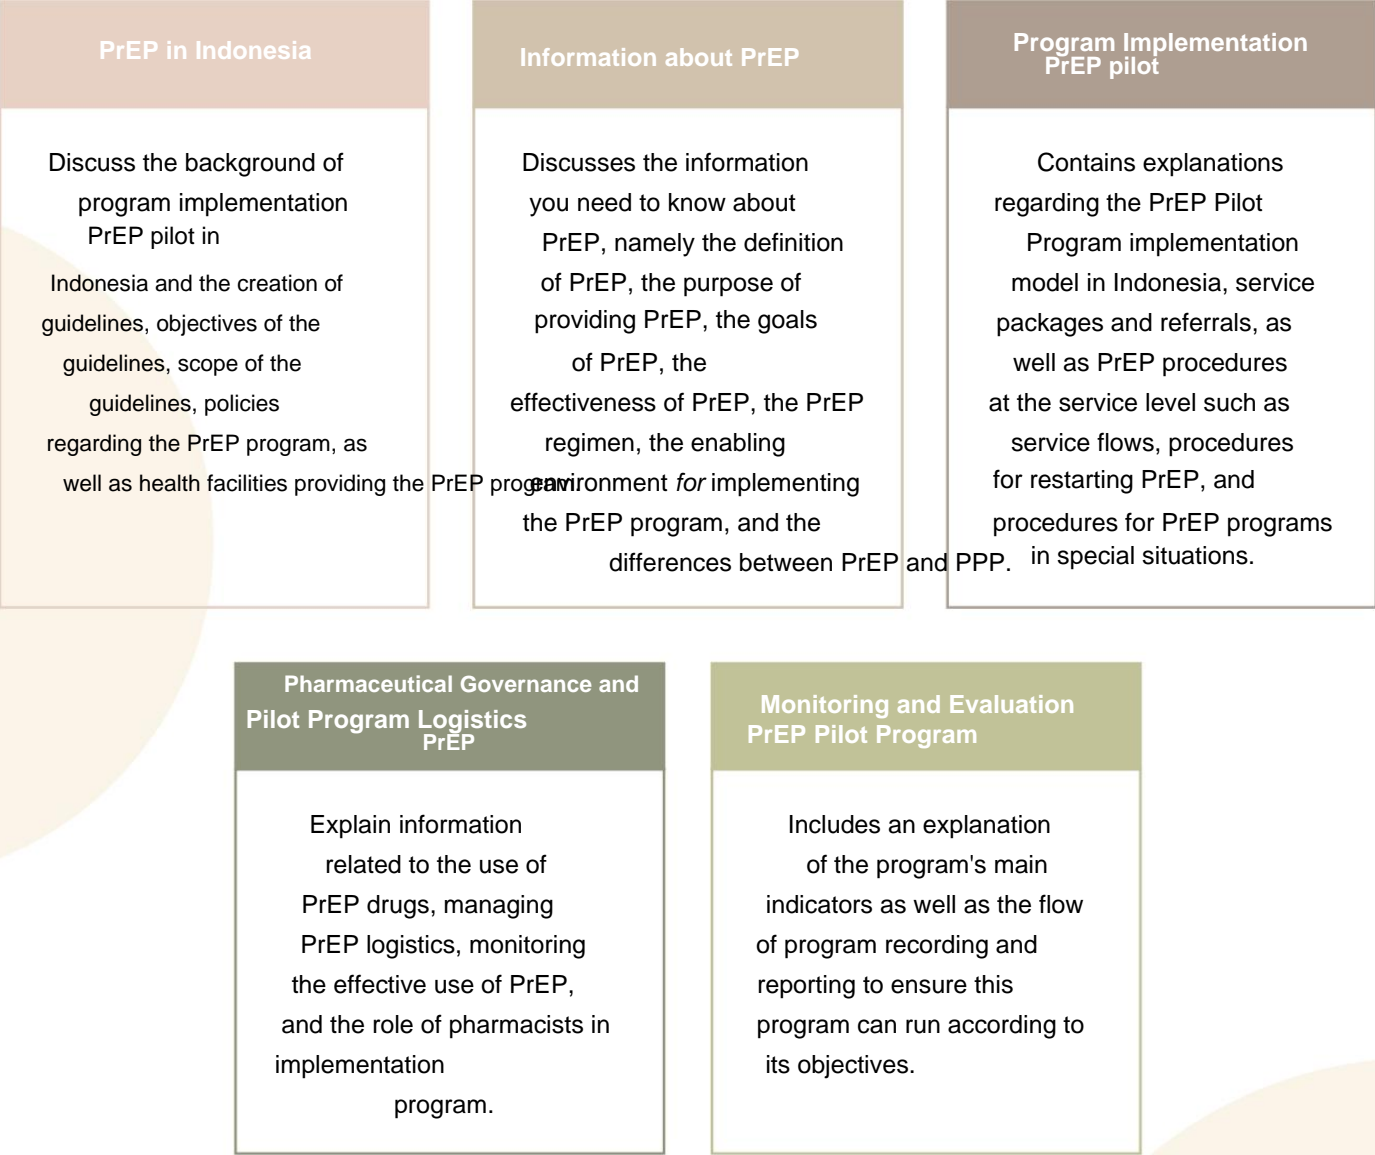 PrEP in Indonesia
Discuss the background of
program implementation
PrEP pilot in
Indonesia and the creation of
guidelines, objectives of the
guidelines, scope of the
guidelines, policies
regarding the PrEP program, as
well as health facilities providing the PrEP program.
Information about PrEP
Discusses the information
you need to know about
PrEP, namely the definition
of PrEP, the purpose of
providing PrEP, the goals
of PrEP, the
effectiveness of PrEP, the PrEP
regimen, the enabling
environment for implementing
the PrEP program, and the
differences between PrEP and PPP.
Program Implementation
PrEP pilot
Contains explanations
regarding the PrEP Pilot
Program implementation
model in Indonesia, service
packages and referrals, as
well as PrEP procedures
at the service level such as
service flows, procedures
for restarting PrEP, and
procedures for PrEP programs
in special situations.
Pharmaceutical Governance and
Pilot Program Logistics
PrEP
Explain information
related to the use of
PrEP drugs, managing
PrEP logistics, monitoring
the effective use of PrEP,
and the role of pharmacists in
implementation
program.
Monitoring and Evaluation
PrEP Pilot Program
Includes an explanation
of the program's main
indicators as well as the flow
of program recording and
reporting to ensure this
program can run according to
its objectives.